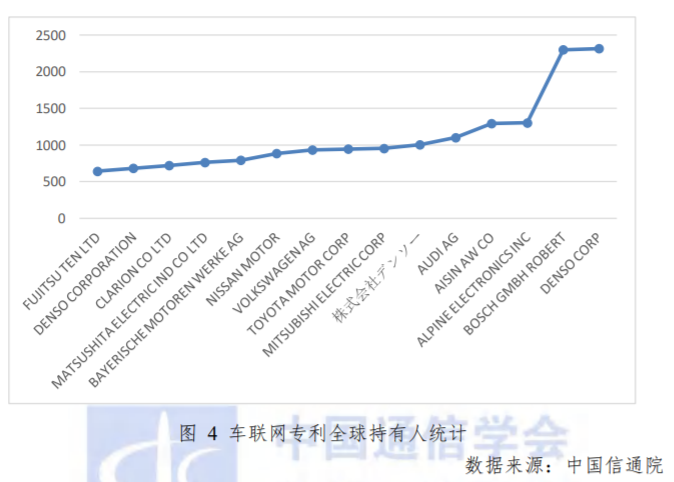 2500
2000
1500
1000
500
0
FUJITSU TEN LTD
DENSO CORPORATION
CLARION CO LTD
MATSUSHITA ELECTRIC IND CO LTD
BAYERISCHE MOTOREN WERKE AG
NISSAN MOTOR
VOLKSWAGEN AG
TOYOTA MOTOR CORP
MITSUBISHI ELECTRIC CORP
株式会社デンソー
AUDI AG
AISIN AW CO
ALPINE ELECTRONICS INC
BOSCH GMBH ROBERT
DENSO CORP
中国通信学会
图 4 车联网专利全球持有人统计
数据来源：中国信通院